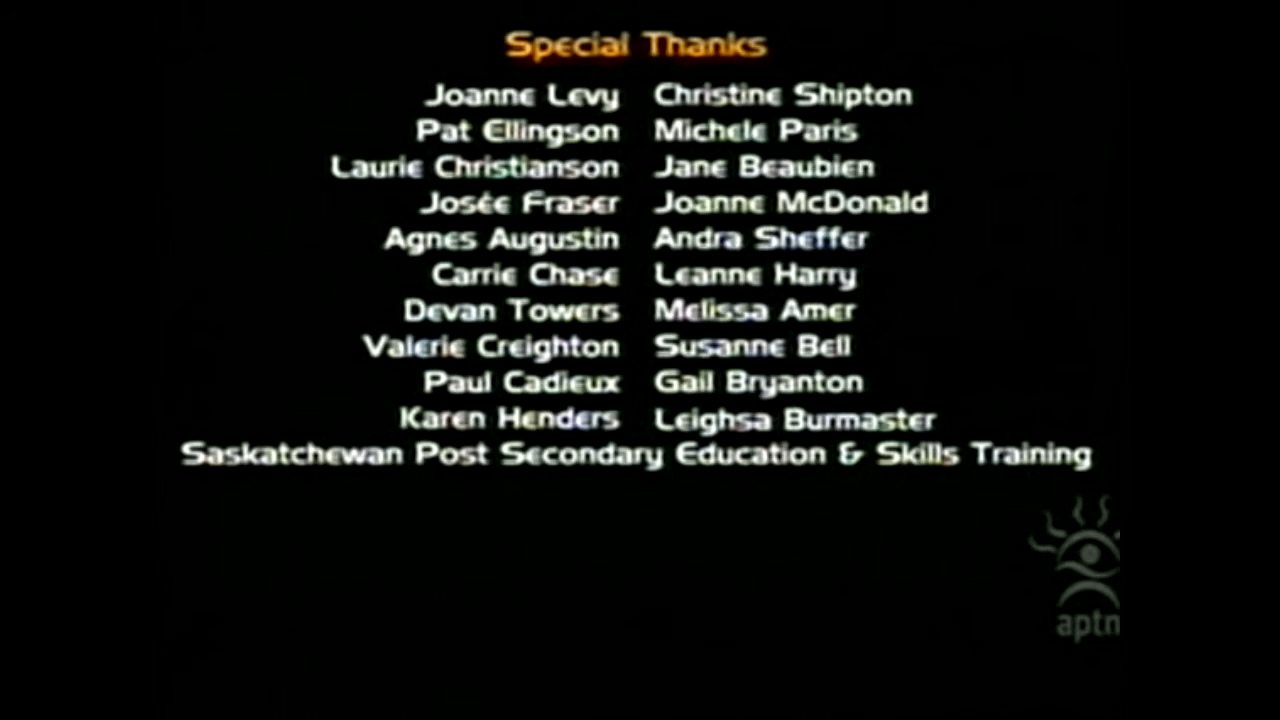 Special Thanks
Joanne Levy Christine Shipton
Pat Ellingson Michele Paris
Laurie Christianson Jane Beaubien
Josée Fraser Joanne McDonald
Agnes Augustin Andra Sheffer
Carrie Chase Leanne Harry
Devan Towers Melissa Amer
Valerie Creighton Susanne Bell
Paul Cadieux Gail Bryanton
Karen Henders Leighsa Burmaster
Saskatchewan Post Secondary Education & Skills Training
aptn